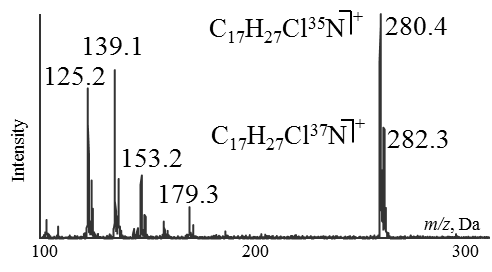 C₁₇H₂₇Cl³⁵N⌉⁺ 280.4
139.1
125.2
C₁₇H₂₇Cl³⁷N⌉⁺ 282.3
153.2
179.3
Intensity
m/z, Da
100 200 300